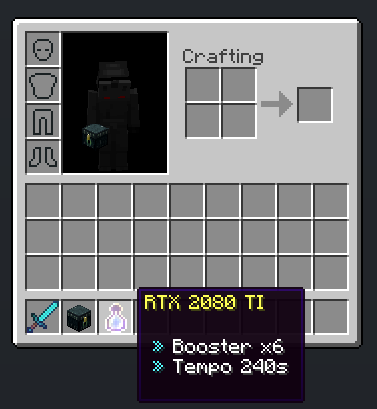 Crafting
RTX 2080 TI
» Booster x6
» Tempo 240s